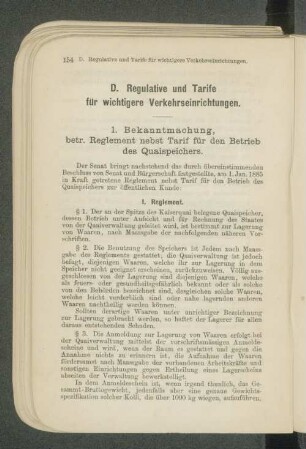 154 D. Regulative und Tarife für wichtigere Verkehrseinrichtungen.
D. Regulative und Tarife
für wichtigere Verkehrseinrichtungen.
1. Bekanntmachung,
betr. Reglement nebst Tarif für den Betrieb
des Quaispeichers.
Der Senat bringt nachstehend das durch übereinstimmenden
Beschluss von Senat und Bürgerschaft festgestellte, am 1. Jan. 1885
in Kraft getretene Reglement nebst Tarif für den Betrieb des
Quaispeichers zur öffentlichen Kunde:
I. Reglement.
§ 1. Der an der Spitze des Kaiserquai belegene Quaispeicher,
dessen Betrieb unter Aufsicht und für Rechnung des Staates
von der Quaiverwaltung geleitet wird, ist bestimmt zur Lagerung
von Waaren, nach Maassgabe der nachfolgenden näheren Vor-
schriften.
§ 2. Die Benutzung des Speichers ist Jedem nach Maass-
gabe des Reglements gestattet; die Quaiverwaltung ist jedoch
befugt, diejenigen Waaren, welche ihr zur Lagerung in dem
Speicher nicht geeignet erscheinen, zurückzuweisen. Völlig aus-
geschlossen von der Lagerung sind diejenigen Waaren, welche
als feuer- oder gesundheitsgefährlich oder als solche von
den Behörden bezeichnet sind, desgleichen solche Waaren,
welche leicht verderblich sind oder nahe lagernden anderen
Waaren nachtheilig werden können.
Sollten derartige Waaren unter unrichtiger Bezeichnung
zur Lagerung gebracht werden, so haftet der Lagerer für allen
daraus entstehenden Schaden.
§ 3. Die Anmeldung zur Lagerung von Waaren erfolgt bei
der Quaiverwaltung mittelst der vorschriftsmässigen Anmelde-
scheine und wird, wenn der Raum es gestattet und gegen die
Annahme nichts zu erinnern ist, die Aufnahme der Waaren
fördersamst nach Maassgabe der vorhandenen Arbeitskräfte und
sonstigen Einrichtungen gegen Ertheilung eines Lagerscheins
abseiten der Verwaltung bewerkstelligt.
In dem Anmeldeschein ist, wenn irgend thunlich, das Ge-
sammt-Bruttogewicht, jedenfalls aber eine genaue Gewichts-
spezifikation solcher Kolli, die über 1000 kg wiegen, aufzuführen,